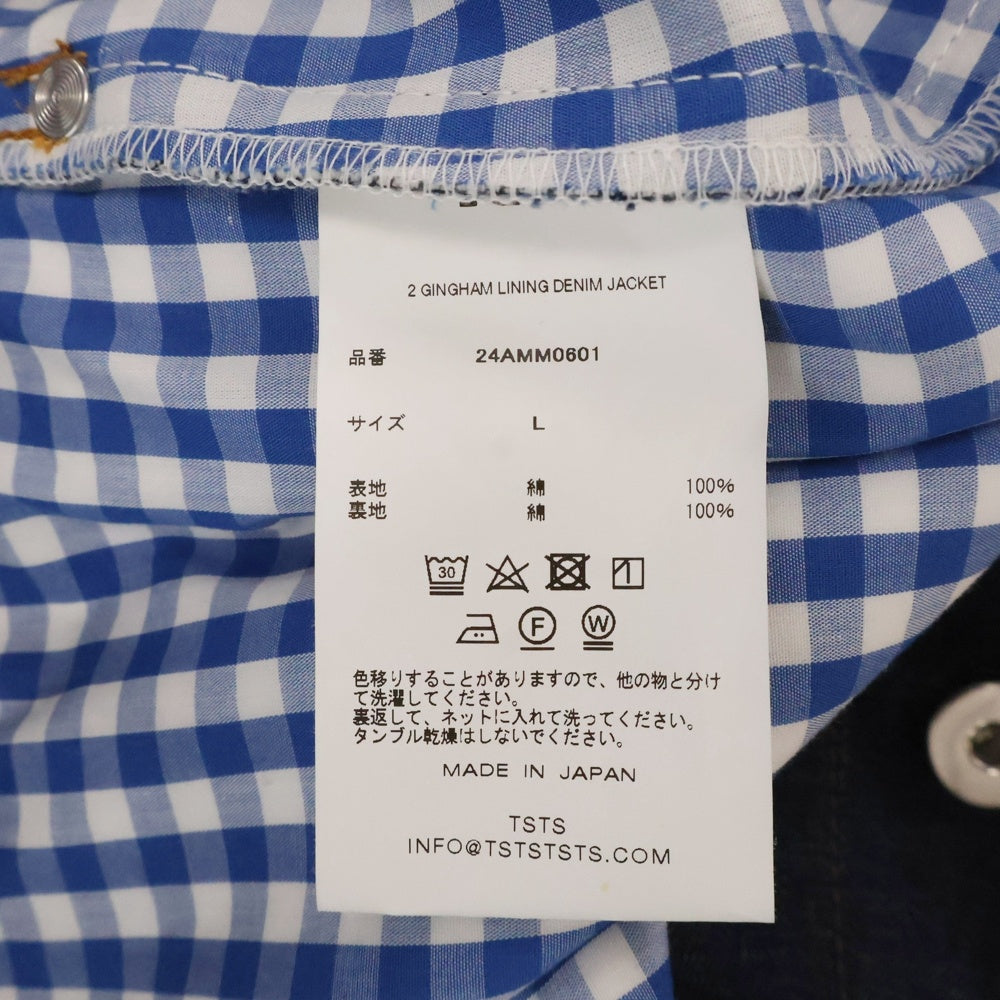 2 GINGHAM LINING DENIM JACKET
品番 24AMM0601
サイズ L
表地 綿 100%
裏地 綿 100%
30
F W
色移りすることがありますので、他の物と分け
て洗濯してください。
裏返して、ネットに入れて洗ってください。
タンブル乾燥はしないでください。
MADE IN JAPAN
TSTS
INFO@TSTSTSTS.COM